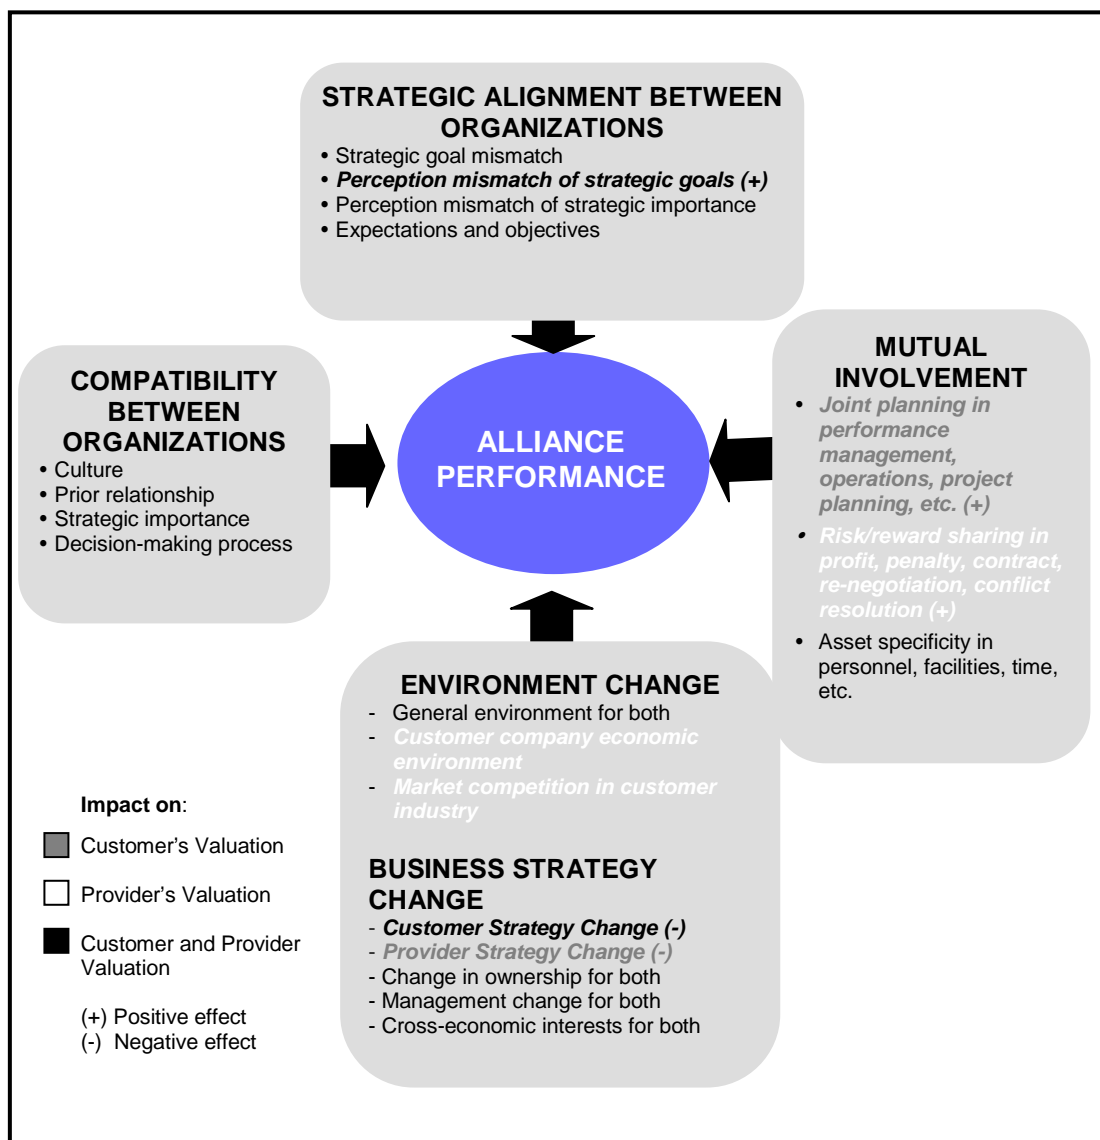 STRATEGIC ALIGNMENT BETWEEN
ORGANIZATIONS
• Strategic goal mismatch
• Perception mismatch of strategic goals (+)
• Perception mismatch of strategic importance
• Expectations and objectives
COMPATIBILITY
BETWEEN
ORGANIZATIONS
• Culture
• Prior relationship
• Strategic importance
• Decision-making process
ALLIANCE
PERFORMANCE
MUTUAL
INVOLVEMENT
• Joint planning in
performance
management,
operations, project
planning, etc. (+)
• Risk/reward sharing in
profit, penalty, contract,
re-negotiation, conflict
resolution (+)
• Asset specificity in
personnel, facilities, time,
etc.
ENVIRONMENT CHANGE
- General environment for both
- Customer company economic
environment
- Market competition in customer
industry
BUSINESS STRATEGY
CHANGE
- Customer Strategy Change (-)
- Provider Strategy Change (-)
- Change in ownership for both
- Management change for both
- Cross-economic interests for both
Impact on:
Customer’s Valuation
Provider’s Valuation
Customer and Provider
Valuation
(+) Positive effect
(-) Negative effect